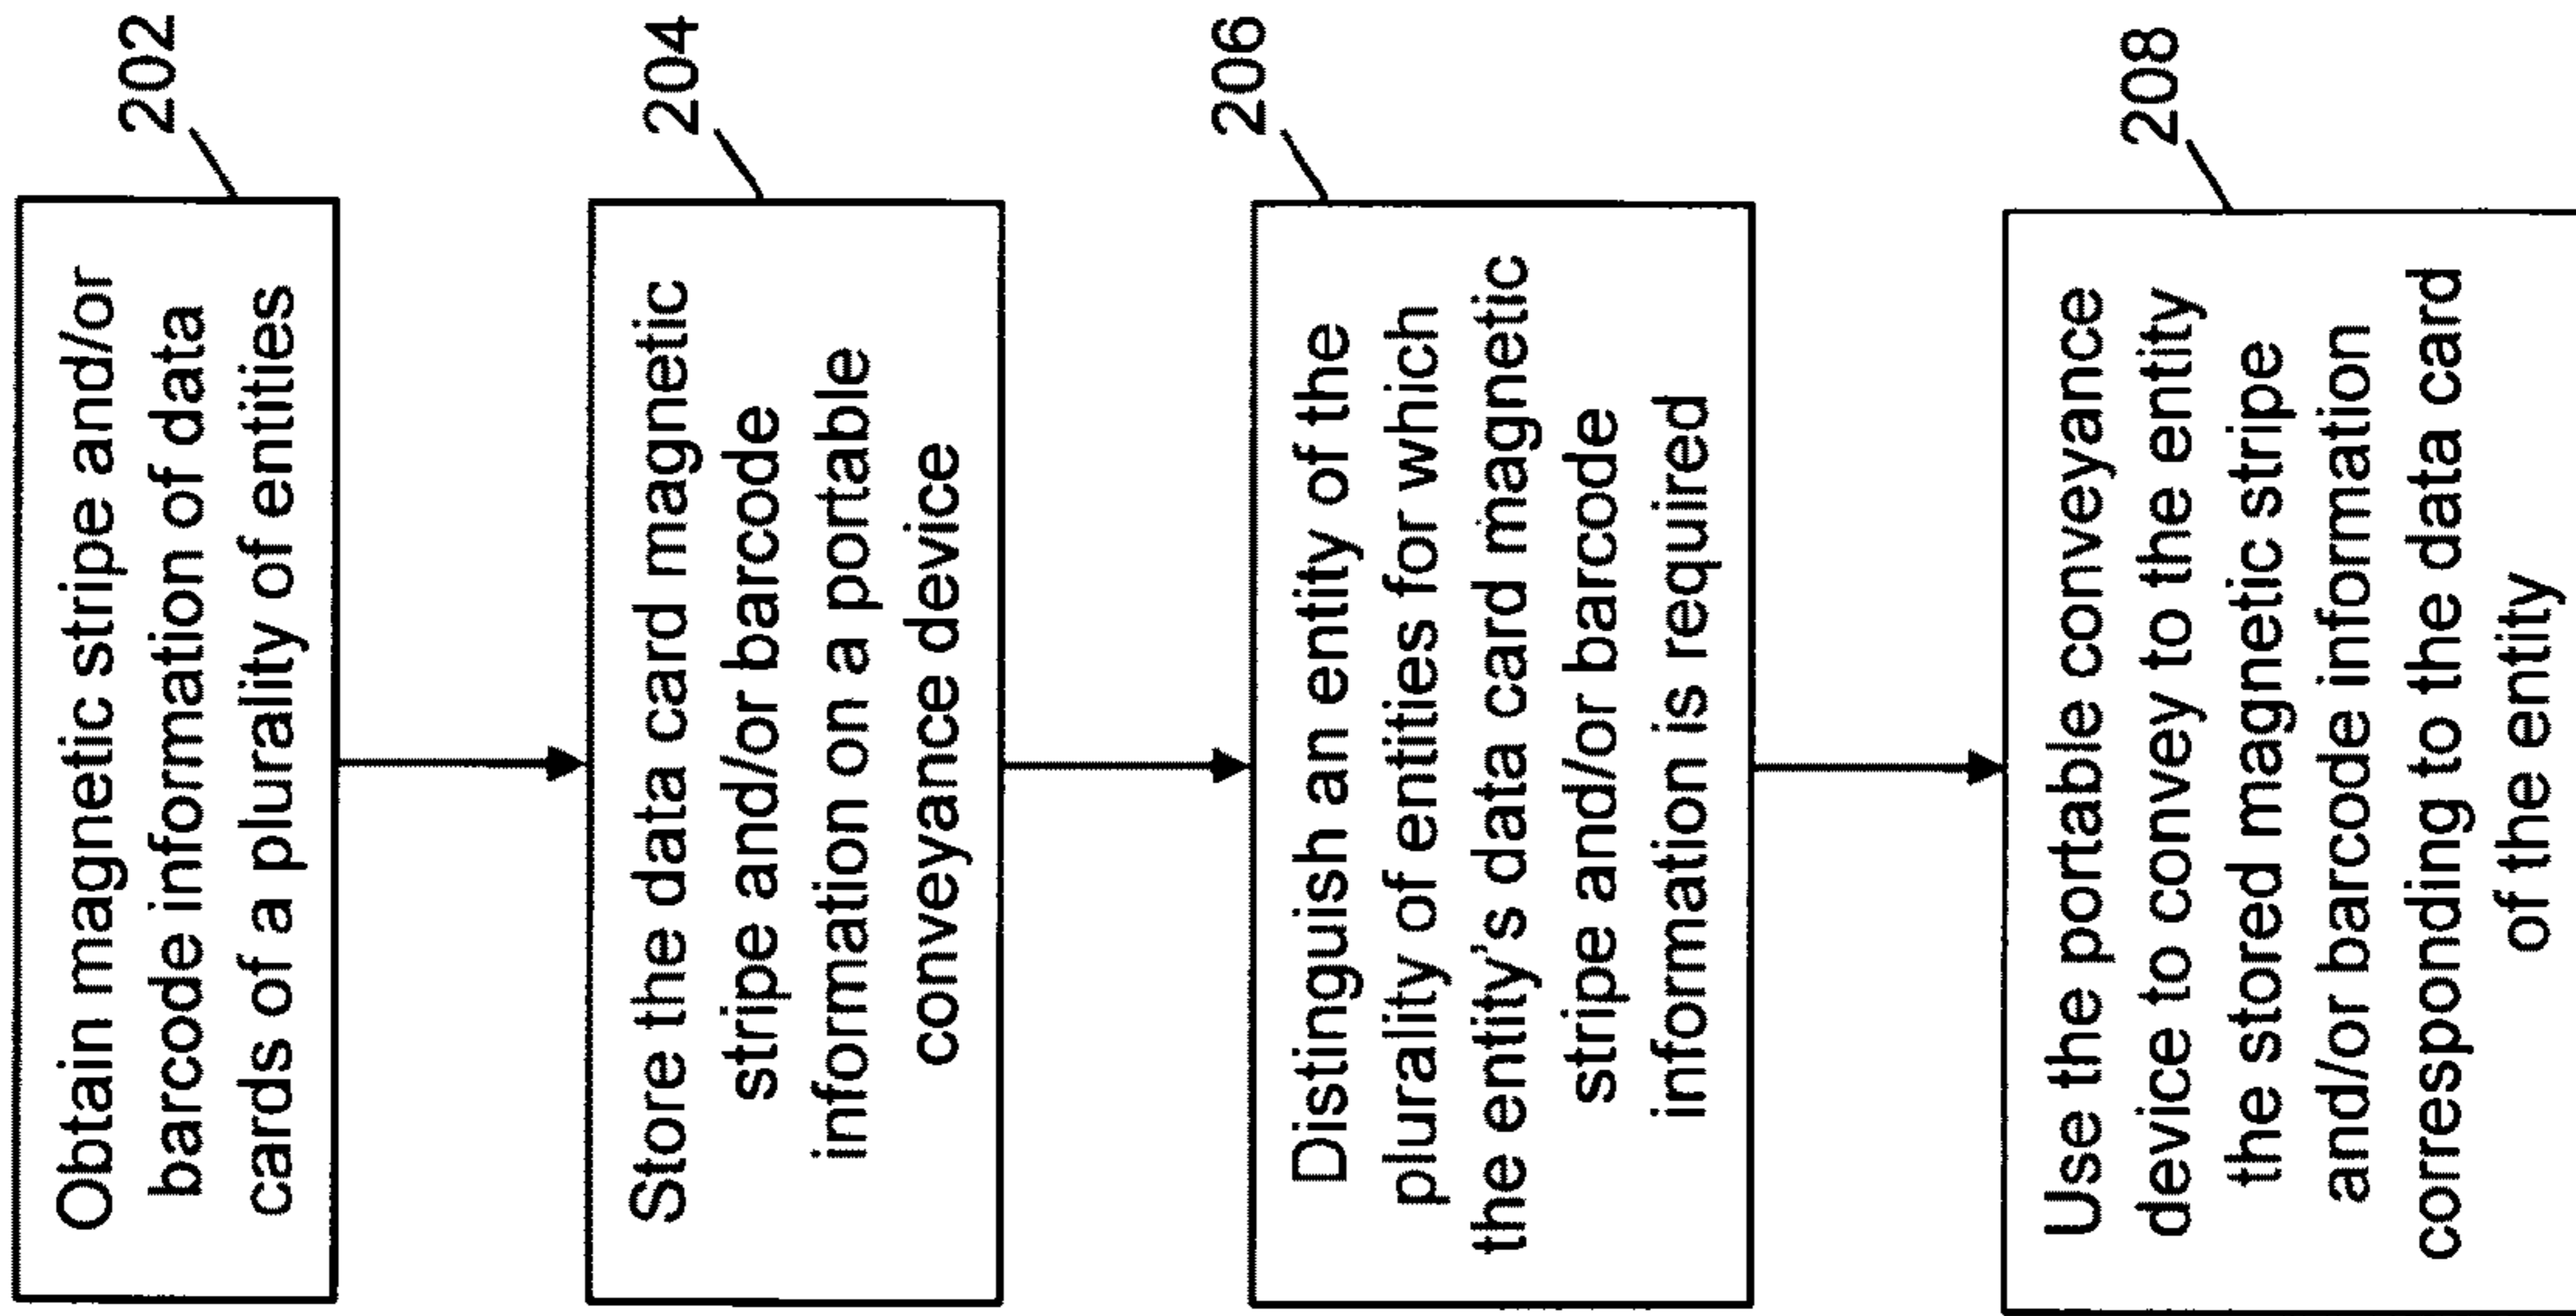 202
Obtain magnetic stripe and/or
barcode information of data
cards of a plurality of entities
204
Store the data card magnetic
stripe and/or barcode
information on a portable
conveyance device
206
Distinguish an entity of the
plurality of entities for which
the entity's data card magnetic
stripe and/or barcode
information is required
208
Use the portable conveyance
device to convey to the entity
the stored magnetic stripe
and/or barcode information
corresponding to the data card
of the entity